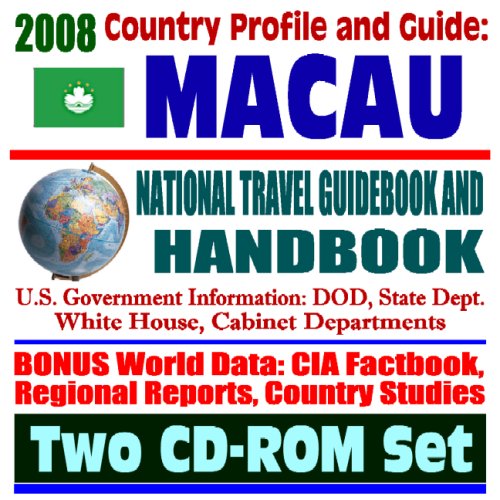 2008 Country Profile and Guide:
MACAU
NATIONAL TRAVEL GUIDEBOOK AND
HANDBOOK
U.S. Government Information: DOD, State Dept.
White House, Cabinet Departments
BONUS World Data: CIA Factbook,
Regional Reports, Country Studies
Two CD-ROM Set